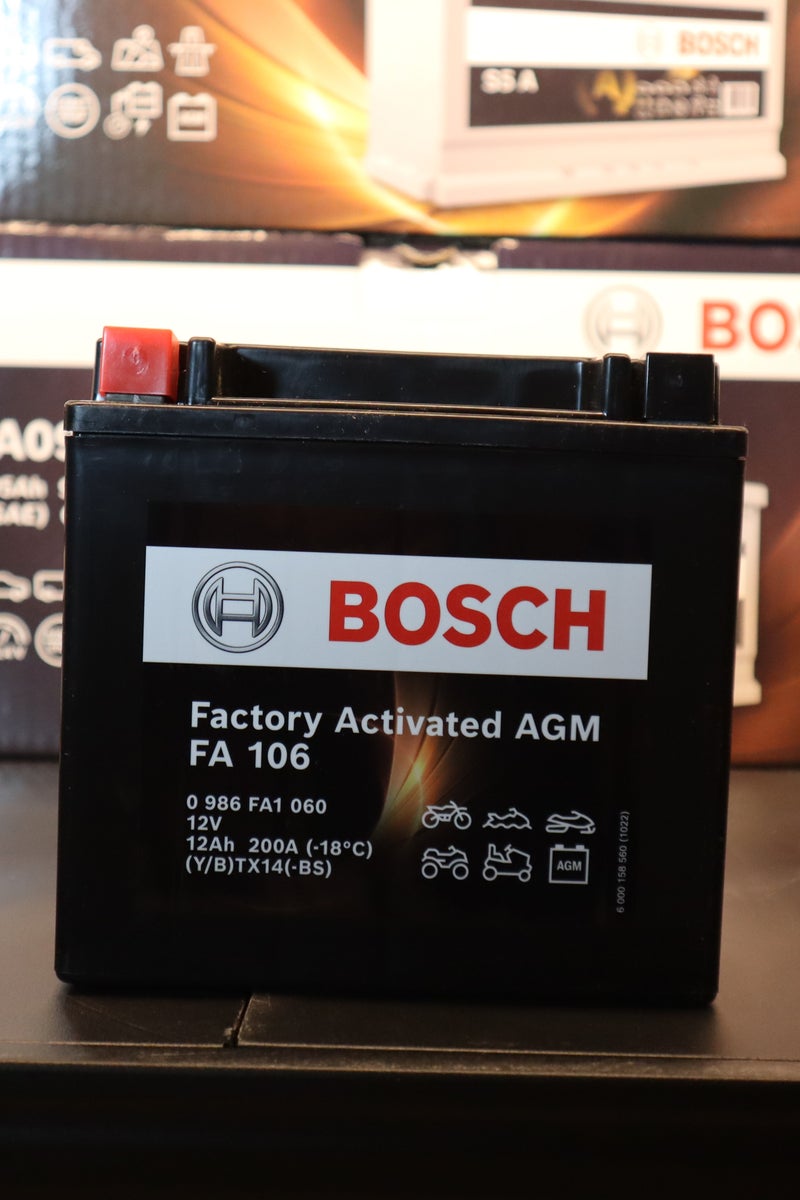 BOSCH
S5 A
BO
BOSCH
Factory Activated AGM
FA 106
0 986 FA1 060
12V
12Ah 200A (-18°C)
(Y/B)TX14(-BS)
AGM
6 000 158 560 (1022)